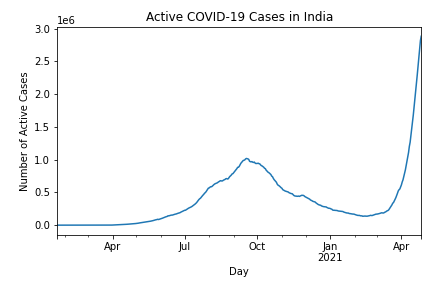 Active COVID-19 Cases in India
1e6
3.0
2.5
2.0
1.5
1.0
0.5
0.0
Number of Active Cases
Apr Jul Oct Jan Apr
2021
Day